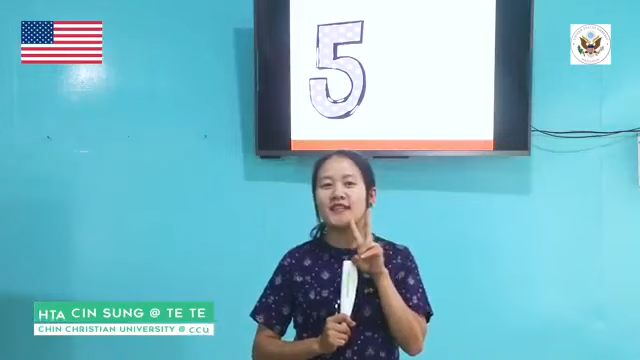 5
HTA CIN SUNG @ TE TE
CHIN CHRISTIAN UNIVERSITY @ CCU